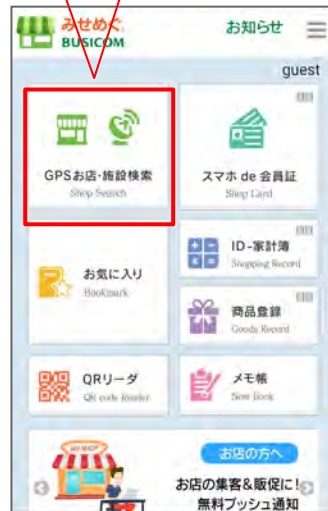 みせめぐ
BUSICOM
お知らせ
guest
GPSお店・施設検索
Shop Search
スマホ de 会員証
Shop Card
お気に入り
Bookmark
ID-家計簿
Shopping Record
商品登録
Goods Record
QRリーダ
QR code Reader
メモ帳
Note Book
MY SHOP
お店の方へ
お店の集客&販促に!
無料プッシュ通知